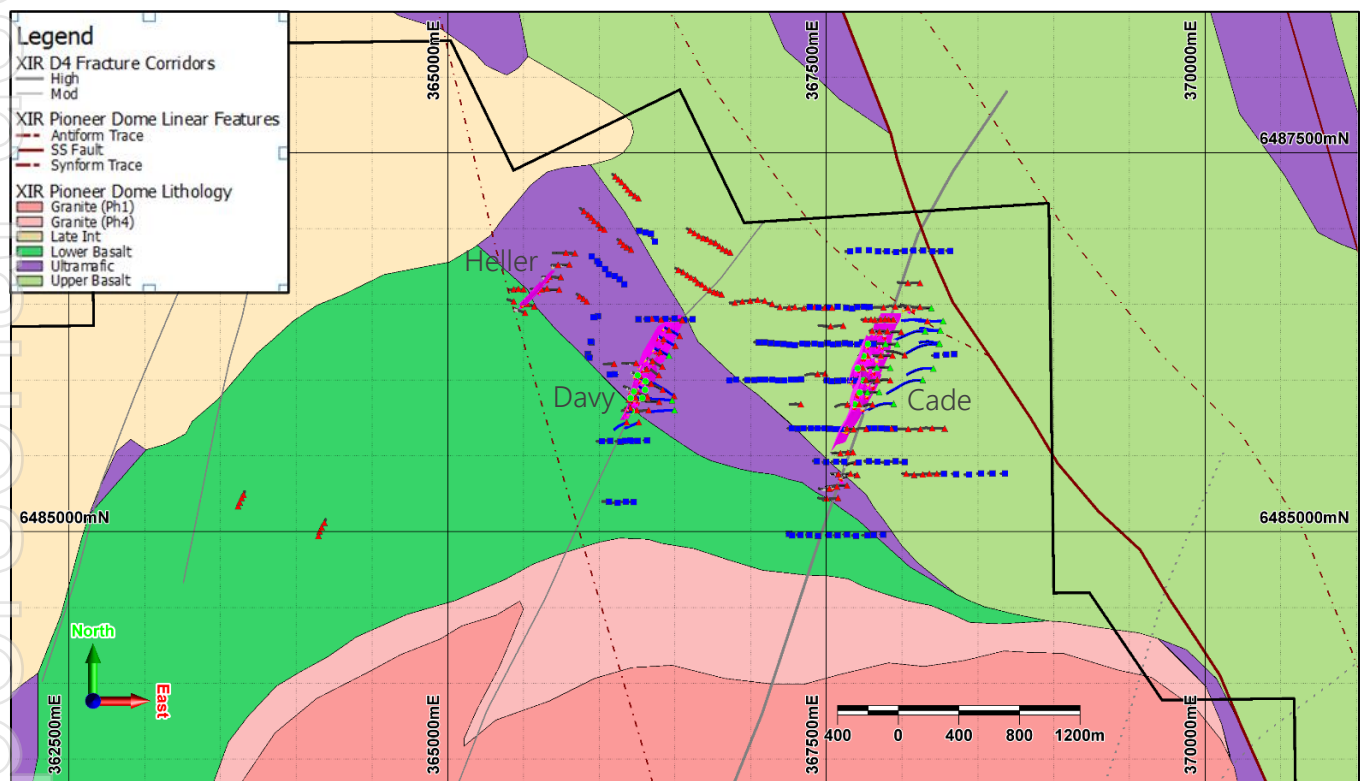 Legend
XIR D4 Fracture Corridors
High
Mod
XIR Pioneer Dome Linear Features
Antiform Trace
SS Fault
Synform Trace
XIR Pioneer Dome Lithology
Granite (Ph1)
Granite (Ph4)
Late Int
Lower Basalt
Ultramafic
Upper Basalt
365000mE
367500mE
370000mE
6487500mN
Heller
Davy
Cade
6485000mN
6485000mN
North
East
362500mE
365000mE
367500mE
370000mE
400 0 400 800 1200m